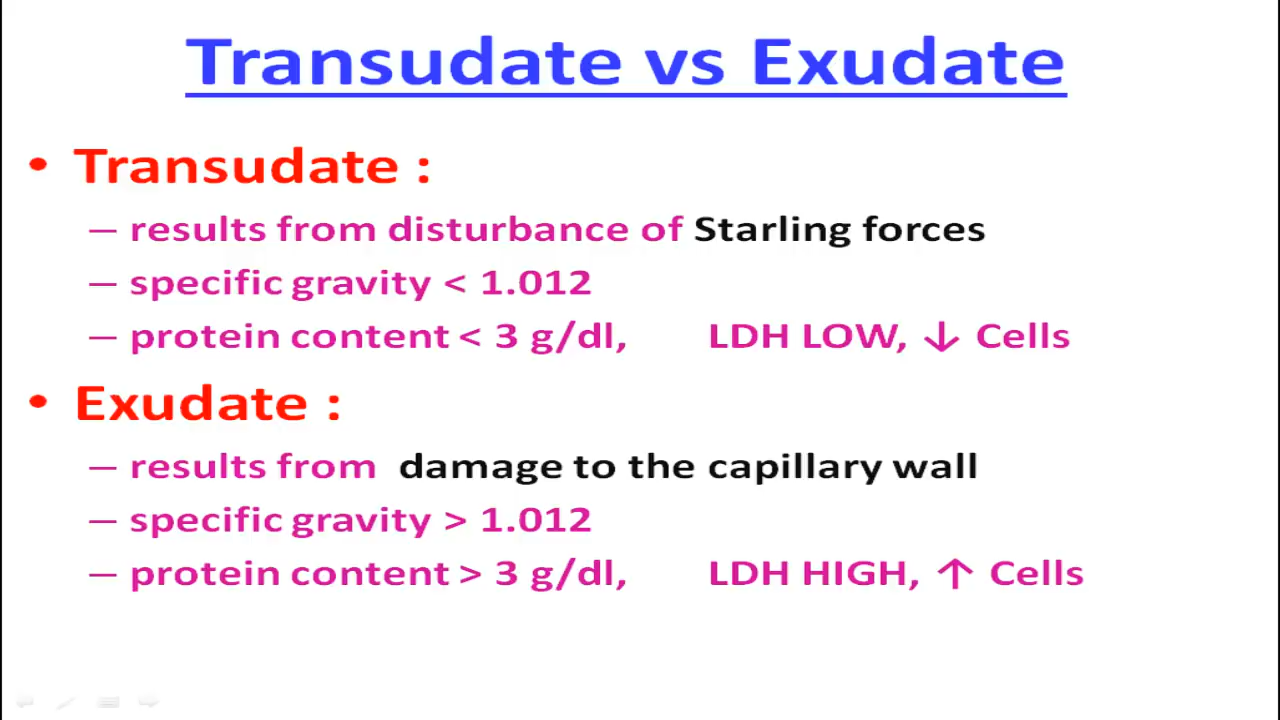 Transudate vs Exudate
• Transudate :
– results from disturbance of Starling forces
– specific gravity < 1.012
– protein content < 3 g/dl, LDH LOW, ↓ Cells
• Exudate :
– results from damage to the capillary wall
– specific gravity > 1.012
– protein content > 3 g/dl, LDH HIGH, ↑ Cells